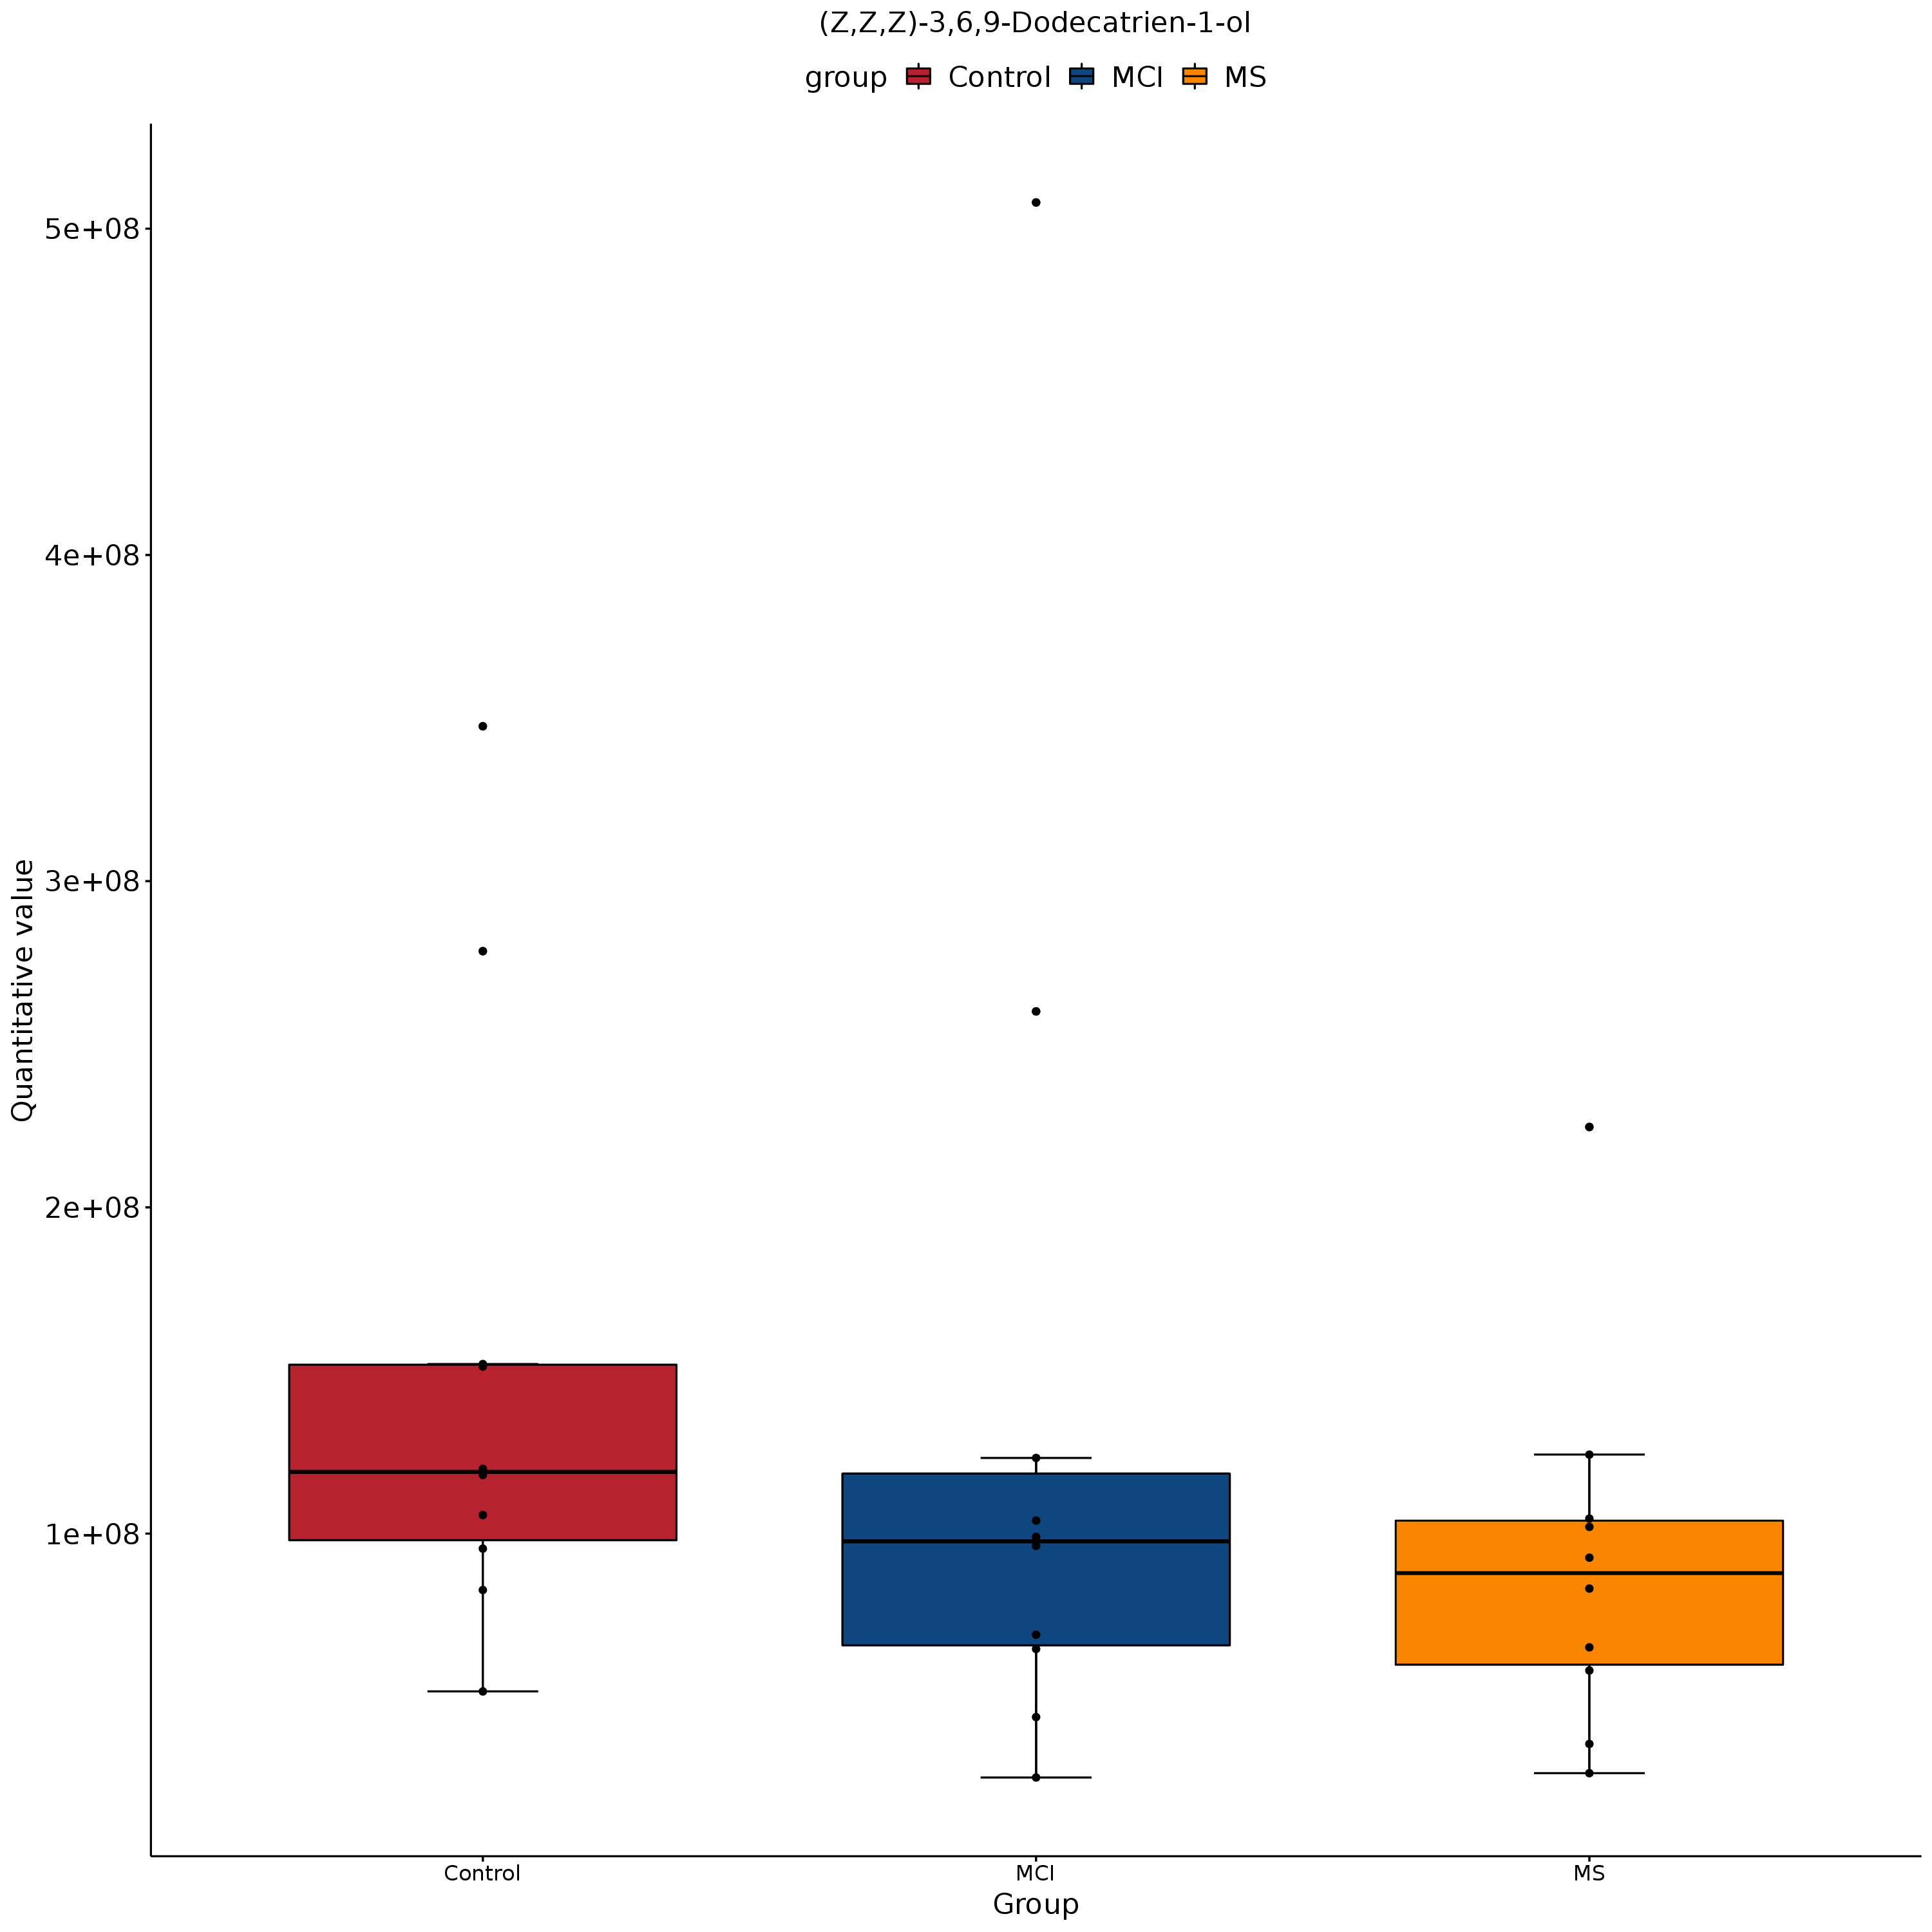 (Z,Z,Z)-3,6,9-Dodecatrien-1-ol
group Control MCI MS
Quantitative value
5e+08
4e+08
3e+08
2e+08
1e+08
Control MCI MS
Group